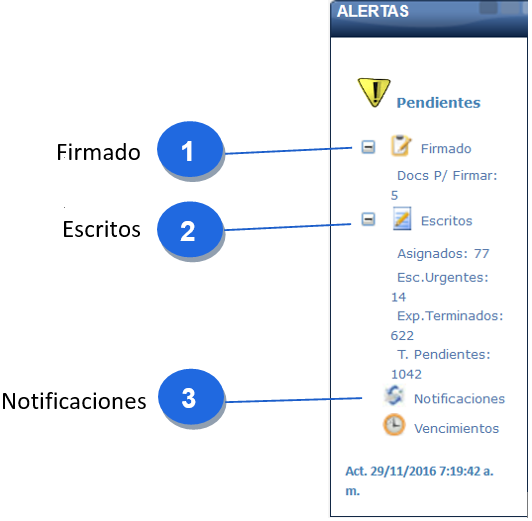 ALERTAS
Pendientes
Firmado
1
Firmado
Docs P/ Firmar:
5
Escritos
2
Escritos
Asignados: 77
Esc.Urgentes:
14
Exp.Terminados:
622
T. Pendientes:
1042
Notificaciones
3
Notificaciones
Vencimientos
Act. 29/11/2016 7:19:42 a.
m.